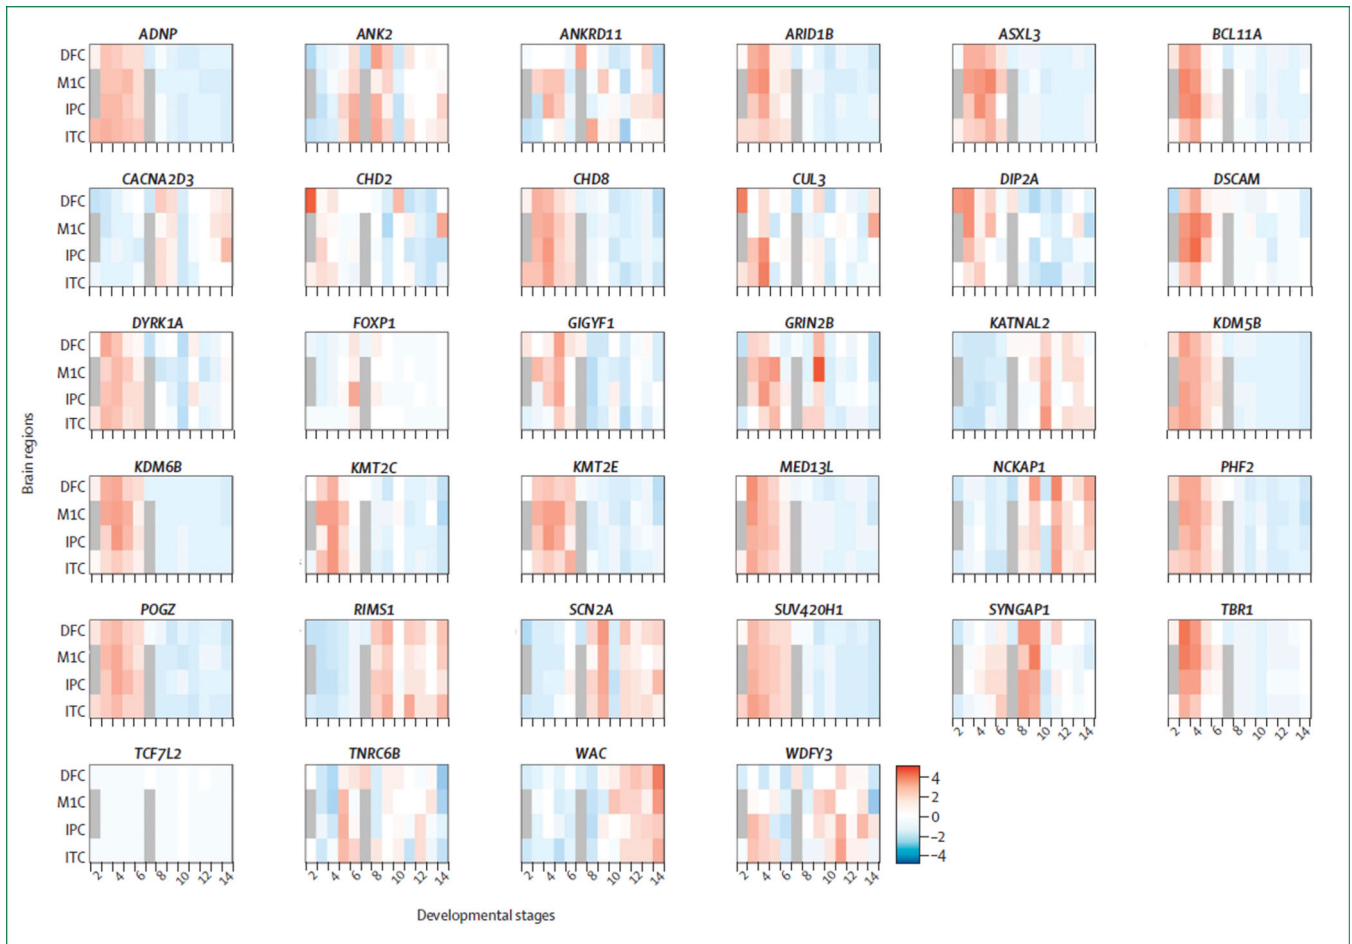 ADNP ANK2 ANKRD11 ARID1B ASXL3 BCL11A
DFC
M1C
IPC
ITC
CACNA2D3 CHD2 CHD8 CUL3 DIP2A DSCAM
DFC
M1C
IPC
ITC
DYRK1A FOXP1 GIGYF1 GRIN2B KATNAL2 KDM5B
DFC
M1C
IPC
ITC
Brain regions
KDM6B KMT2C KMT2E MED13L NCKAP1 PHF2
DFC
M1C
IPC
ITC
POGZ RIMS1 SCN2A SUV420H1 SYNGAP1 TBR1
DFC
M1C
IPC
ITC
2 4 6 8 10 12 14 2 4 6 8 10 12 14
TCF7L2 TNRC6B WAC WDFY3
DFC
M1C
IPC
ITC
4
2
0
−2
−4
2 4 6 8 10 12 14 2 4 6 8 10 12 14 2 4 6 8 10 12 14 2 4 6 8 10 12 14
Developmental stages